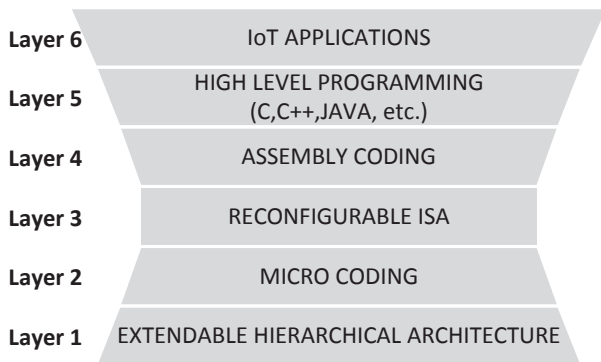 Layer 6 IoT APPLICATIONS
Layer 5 HIGH LEVEL PROGRAMMING
(C,C++,JAVA, etc.)
Layer 4 ASSEMBLY CODING
Layer 3 RECONFIGURABLE ISA
Layer 2 MICRO CODING
Layer 1 EXTENDABLE HIERARCHICAL ARCHITECTURE